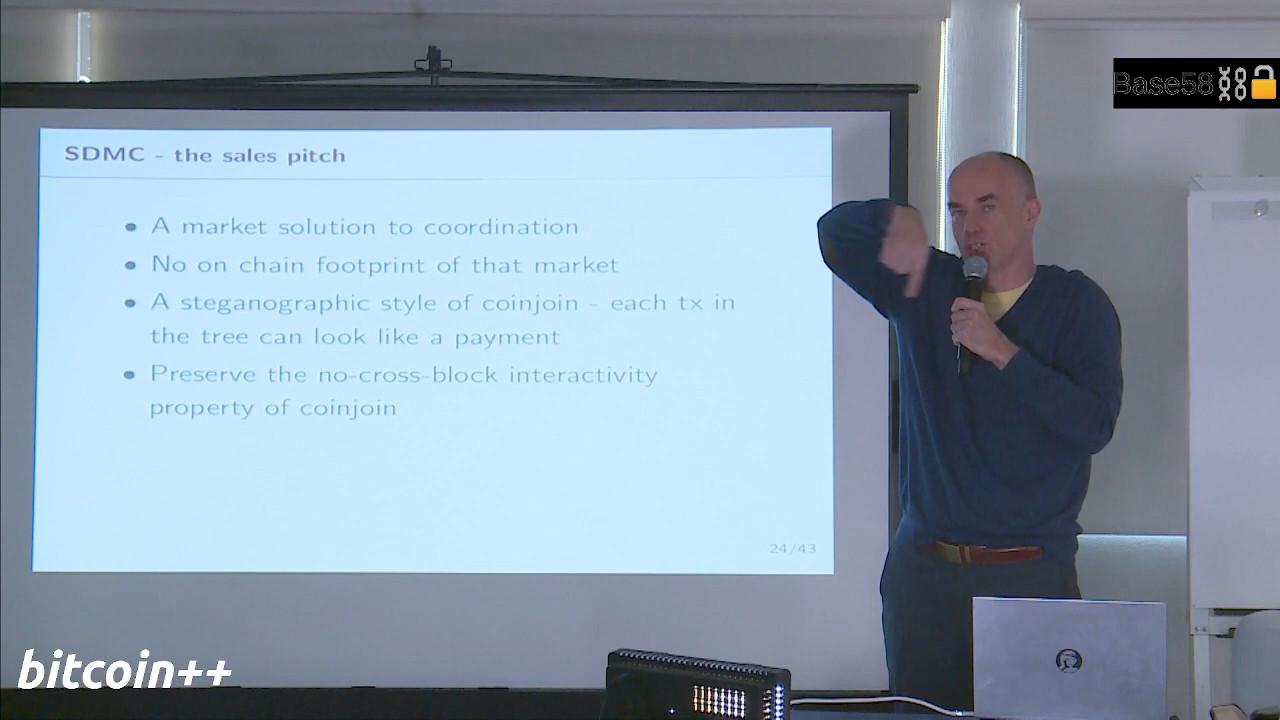 Base58
SDMC - the sales pitch
A market solution to coordination
No on chain footprint of that market
A steganographic style of coinjoin - each tx in
the tree can look like a payment
Preserve the no-cross-block interactivity
property of coinjoin
24/43
bitcoin++